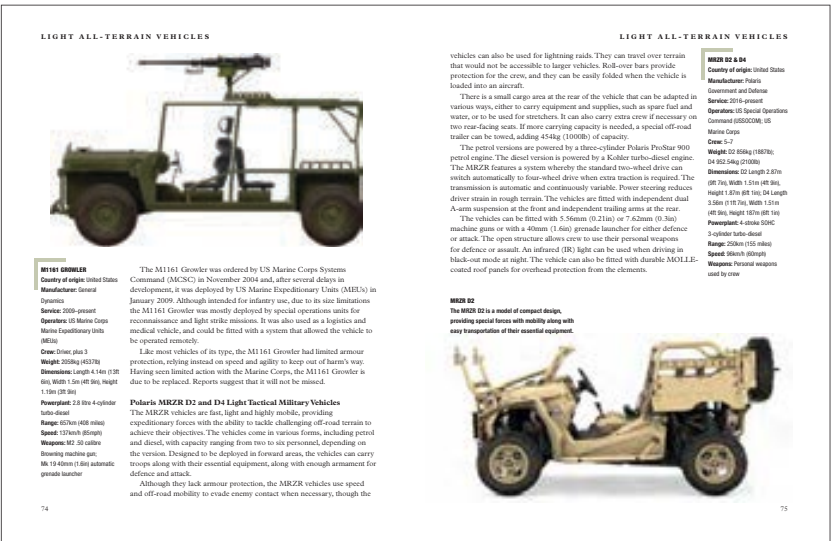 LIGHT ALL-TERRAIN VEHICLES
M1161 GROWLER
Country of origin: United States
Manufacturer: General
Dynamics
Service: 2009–present
Operators: US Marine Corps
Marine Expeditionary Units
(MEUs)
Crew: Driver, plus 3
Weight: 2058kg (4537lb)
Dimensions: Length 4.14m (13ft
6in), Width 1.5m (4ft 9in), Height
1.19m (3ft 9in)
Powerplant: 2.8 litre 4-cylinder
turbo-diesel
Range: 657km (408 miles)
Speed: 137km/h (85mph)
Weapons: M2 .50 calibre
Browning machine gun;
Mk 19 40mm (1.6in) automatic
grenade launcher
The M1161 Growler was ordered by US Marine Corps Systems
Command (MCSC) in November 2004 and, after several delays in
development, it was deployed by US Marine Expeditionary Units (MEUs) in
January 2009. Although intended for infantry use, due to its size limitations
the M1161 Growler was mostly deployed by special operations units for
reconnaissance and light strike missions. It was also used as a logistics and
medical vehicle, and could be fitted with a system that allowed the vehicle to
be operated remotely.
Like most vehicles of its type, the M1161 Growler had limited armour
protection, relying instead on speed and agility to keep out of harm's way.
Having seen limited action with the Marine Corps, the M1161 Growler is
due to be replaced. Reports suggest that it will not be missed.
Polaris MRZR D2 and D4 Light Tactical Military Vehicles
The MRZR vehicles are fast, light and highly mobile, providing
expeditionary forces with the ability to tackle challenging off-road terrain to
achieve their objectives. The vehicles come in various forms, including petrol
and diesel, with capacity ranging from two to six personnel, depending on
the version. Designed to be deployed in forward areas, the vehicles can carry
troops along with their essential equipment, along with enough armament for
defence and attack.
Although they lack armour protection, the MRZR vehicles use speed
and off-road mobility to evade enemy contact when necessary, though the
74
LIGHT ALL-TERRAIN VEHICLES
vehicles can also be used for lightning raids. They can travel over terrain
that would not be accessible to larger vehicles. Roll-over bars provide
protection for the crew, and they can be easily folded when the vehicle is
loaded into an aircraft.
There is a small cargo area at the rear of the vehicle that can be adapted in
various ways, either to carry equipment and supplies, such as spare fuel and
water, or to be used for stretchers. It can also carry extra crew if necessary on
two rear-facing seats. If more carrying capacity is needed, a special off-road
trailer can be towed, adding 454kg (1000lb) of capacity.
The petrol versions are powered by a three-cylinder Polaris ProStar 900
petrol engine. The diesel version is powered by a Kohler turbo-diesel engine.
The MRZR features a system whereby the standard two-wheel drive can
switch automatically to four-wheel drive when extra traction is required. The
transmission is automatic and continuously variable. Power steering reduces
driver strain in rough terrain. The vehicles are fitted with independent dual
A-arm suspension at the front and independent trailing arms at the rear.
The vehicles can be fitted with 5.56mm (0.21in) or 7.62mm (0.3in)
machine guns or with a 40mm (1.6in) grenade launcher for either defence
or attack. The open structure allows crew to use their personal weapons
for defence or assault. An infrared (IR) light can be used when driving in
black-out mode at night. The vehicle can also be fitted with durable MOLLE-
coated roof panels for overhead protection from the elements.
MRZR D2 & D4
Country of origin: United States
Manufacturer: Polaris
Government and Defense
Service: 2016–present
Operators: US Special Operations
Command (USSOCOM); US
Marine Corps
Crew: 5–7
Weight: D2 856kg (1887lb);
D4 952.54kg (2100lb)
Dimensions: D2 Length 2.87m
(9ft 7in), Width 1.51m (4ft 9in),
Height 1.87m (6ft 1in); D4 Length
3.56m (11ft 7in), Width 1.51m
(4ft 9in), Height 187m (6ft 1in)
Powerplant: 4-stroke SOHC
3-cylinder turbo-diesel
Range: 250km (155 miles)
Speed: 96km/h (60mph)
Weapons: Personal weapons
used by crew
MRZR D2
The MRZR D2 is a model of compact design,
providing special forces with mobility along with
easy transportation of their essential equipment.
75